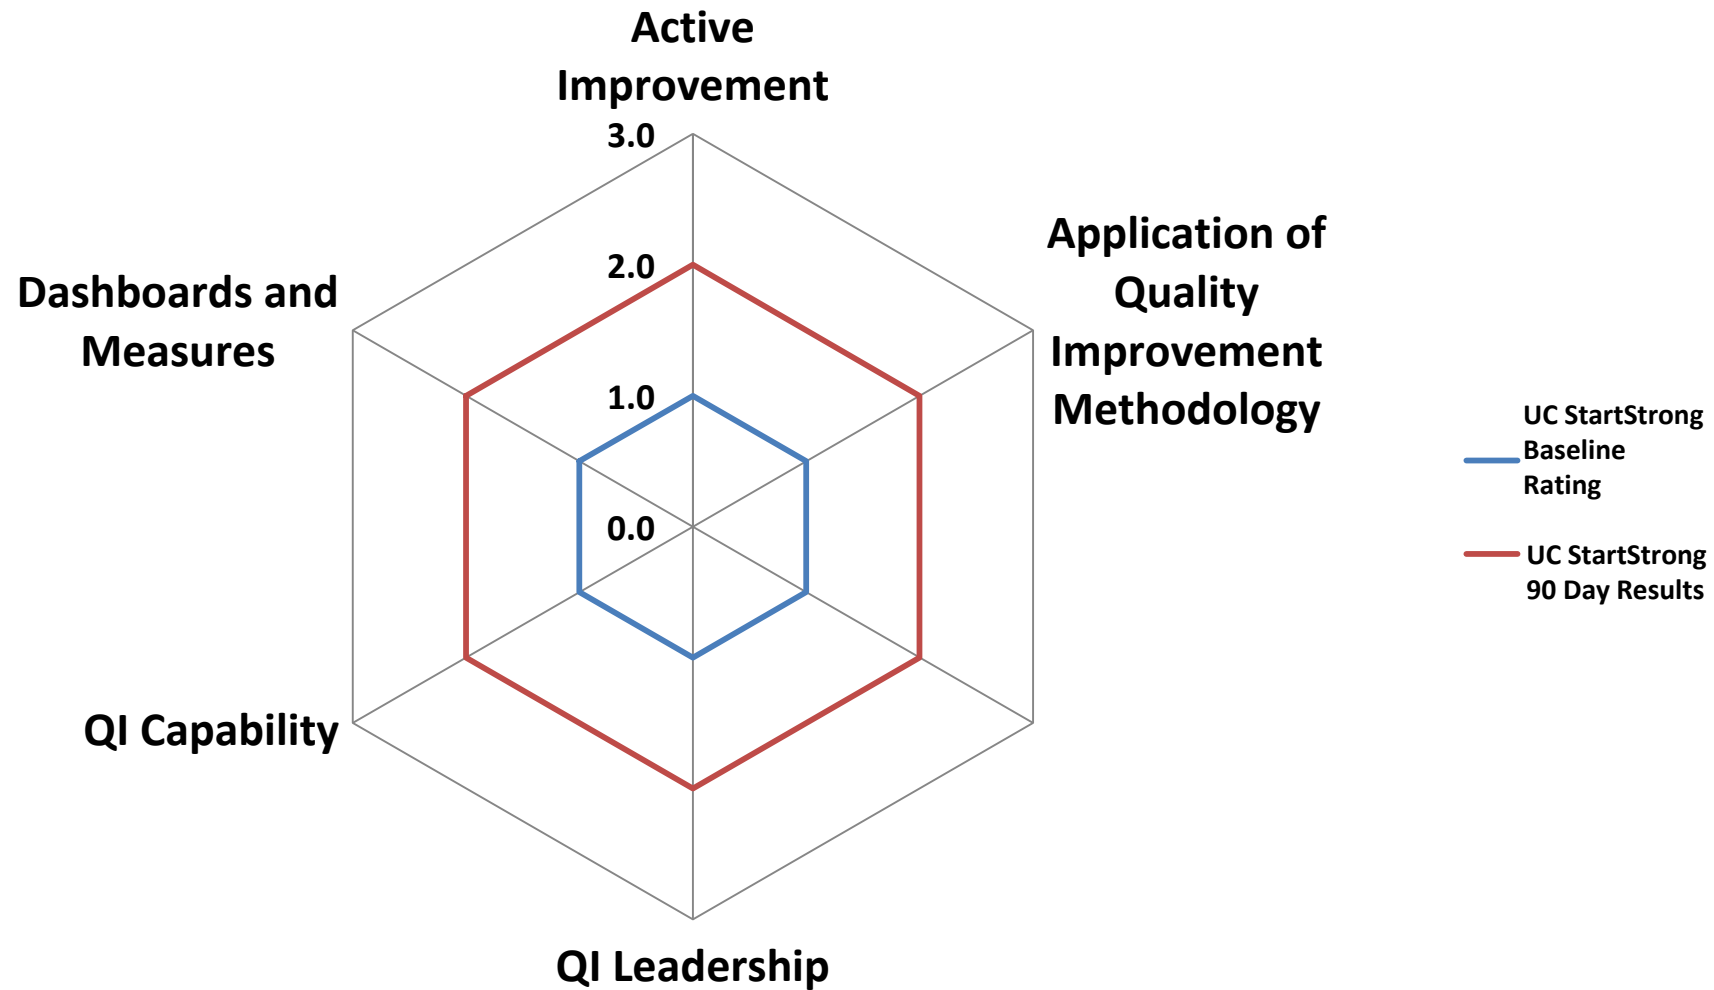 Active
Improvement
3.0
2.0
1.0
0.0
Application of
Quality
Improvement
Methodology
QI Leadership
QI Capability
Dashboards and
Measures
UC StartStrong
Baseline
Rating
UC StartStrong
90 Day Results